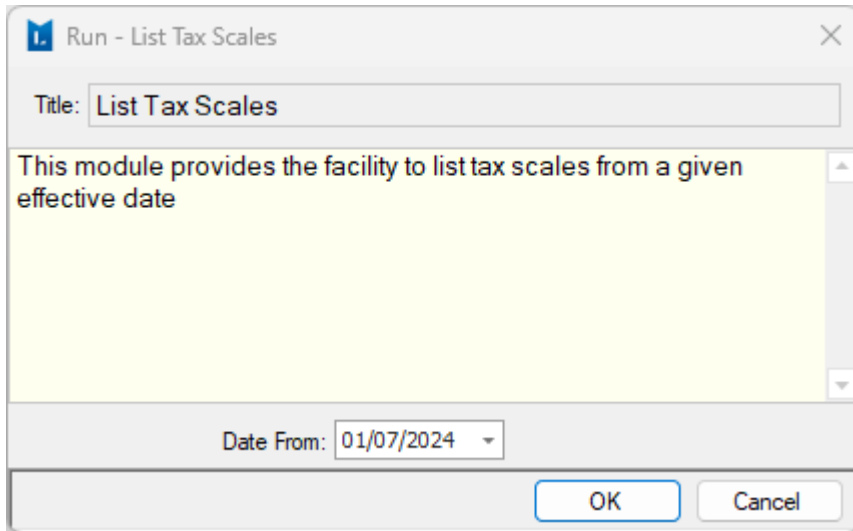 Run - List Tax Scales
Title: List Tax Scales
This module provides the facility to list tax scales from a given
effective date
Date From: 01/07/2024
OK Cancel